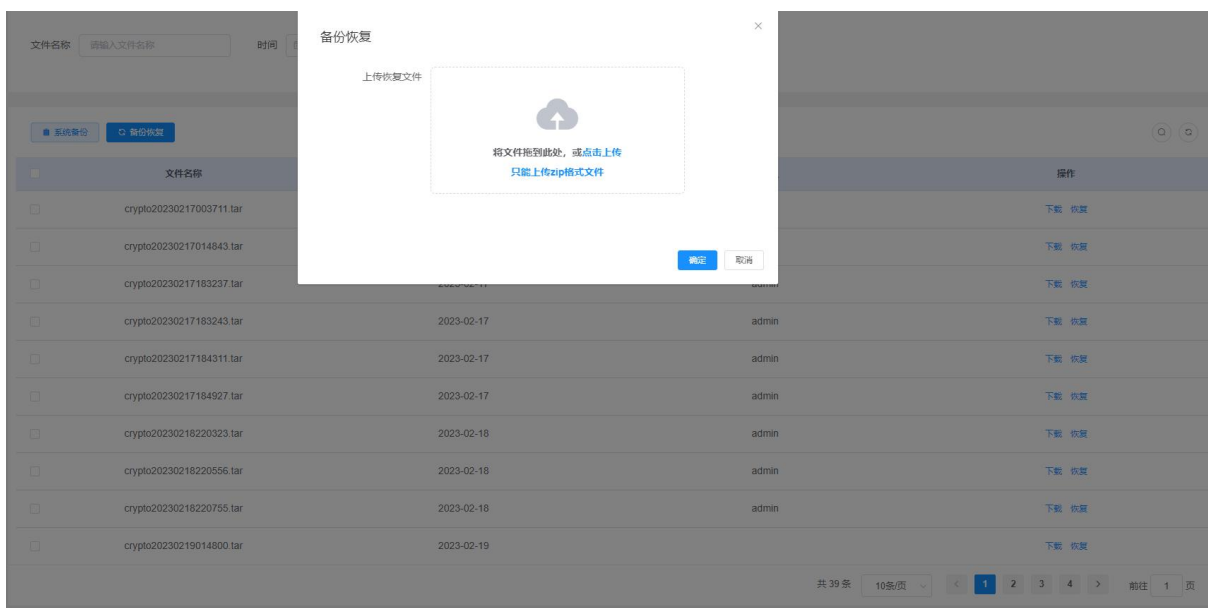 文件名称 请输入文件名称 时间
备份恢复
上传恢复文件
将文件拖到此处，或点击上传
只能上传zip格式文件
确定 取消
系统备份 备份恢复
文件名称 操作
crypto20230217003711.tar 下载 恢复
crypto20230217014843.tar 下载 恢复
crypto20230217183237.tar 2023-02-17 admin 下载 恢复
crypto20230217183243.tar 2023-02-17 admin 下载 恢复
crypto20230217184311.tar 2023-02-17 admin 下载 恢复
crypto20230217184927.tar 2023-02-17 admin 下载 恢复
crypto20230218220323.tar 2023-02-18 admin 下载 恢复
crypto20230218220556.tar 2023-02-18 admin 下载 恢复
crypto20230218220755.tar 2023-02-18 admin 下载 恢复
crypto20230219014800.tar 2023-02-19 下载 恢复
共 39 条 10条/页 < 1 2 3 4 > 前往 1 页